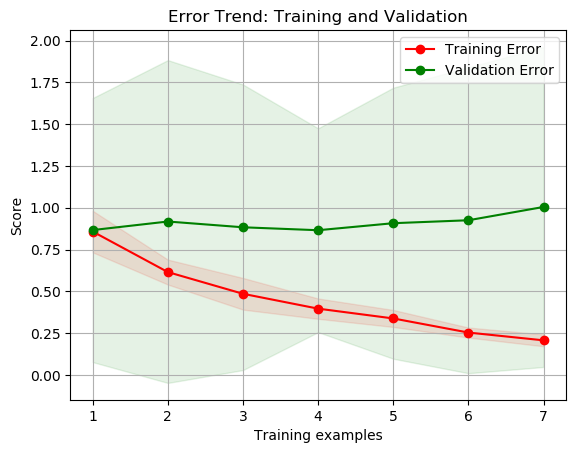 Error Trend: Training and Validation
2.00
1.75
1.50
1.25
1.00
0.75
0.50
0.25
0.00
Score
Training Error
Validation Error
1 2 3 4 5 6 7
Training examples